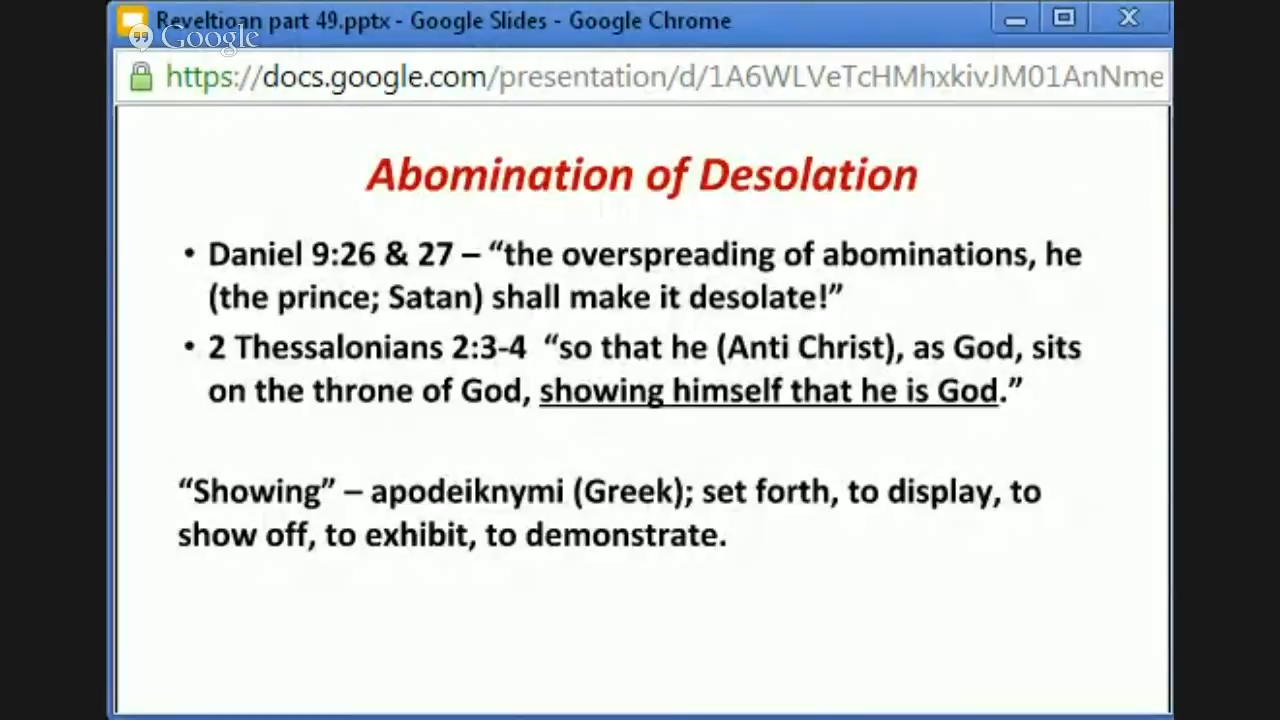 Reveltioan part 49.pptx - Google Slides - Google Chrome
Google
https://docs.google.com/presentation/d/1A6WLVeTcHMhxkivJM01AnNme
Abomination of Desolation
• Daniel 9:26 & 27 – “the overspreading of abominations, he
(the prince; Satan) shall make it desolate!”
• 2 Thessalonians 2:3-4 “so that he (Anti Christ), as God, sits
on the throne of God, showing himself that he is God.”
“Showing” – apodeiknymi (Greek); set forth, to display, to
show off, to exhibit, to demonstrate.